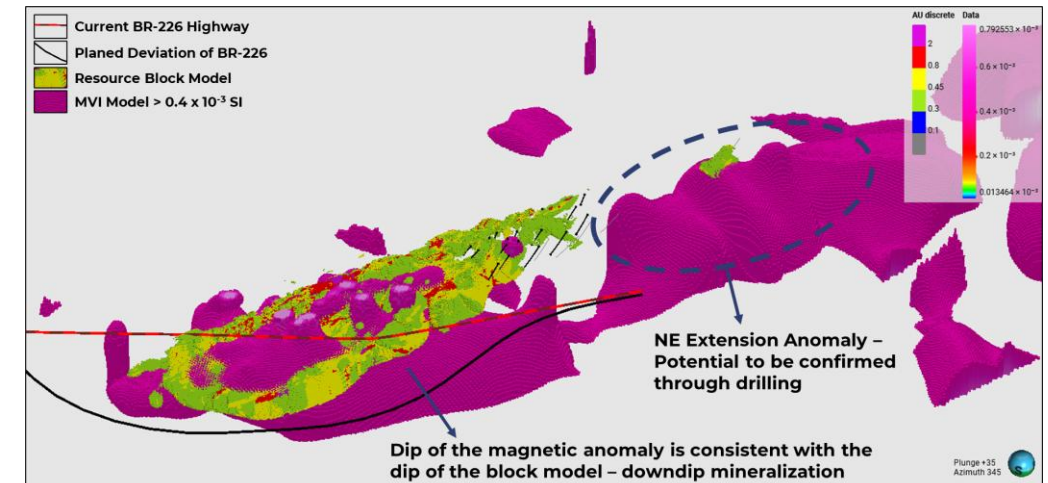 Current BR-226 Highway
Planed Deviation of BR-226
Resource Block Model
MVI Model > 0.4 x 10⁻³ SI
AU discrete
2
0.8
0.45
0.3
0.1
Data
0.792553 × 10⁻³
0.6 × 10⁻³
0.4 × 10⁻³
0.2 × 10⁻³
0.013464 × 10⁻³
NE Extension Anomaly –
Potential to be confirmed
through drilling
Dip of the magnetic anomaly is consistent with the
dip of the block model – downdip mineralization
Plunge +35
Azimuth 345